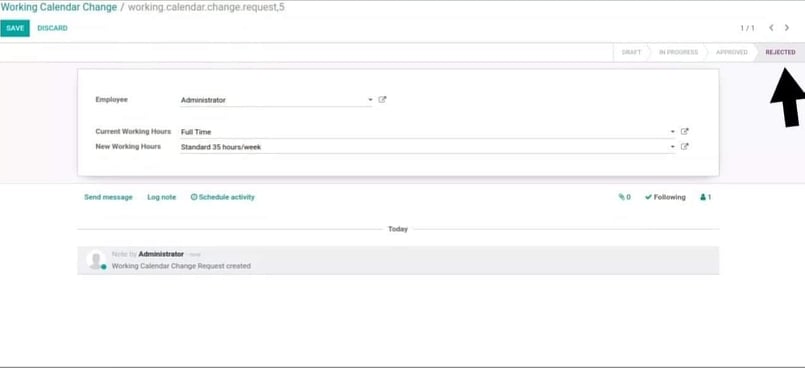 Working Calendar Change / working.calendar.change.request,5
SAVE DISCARD 1 / 1
DRAFT IN PROGRESS APPROVED REJECTED
Employee Administrator
Current Working Hours Full Time
New Working Hours Standard 35 hours/week
Send message Log note Schedule activity 0 Following 1
Today
Note by Administrator - now
Working Calendar Change Request created